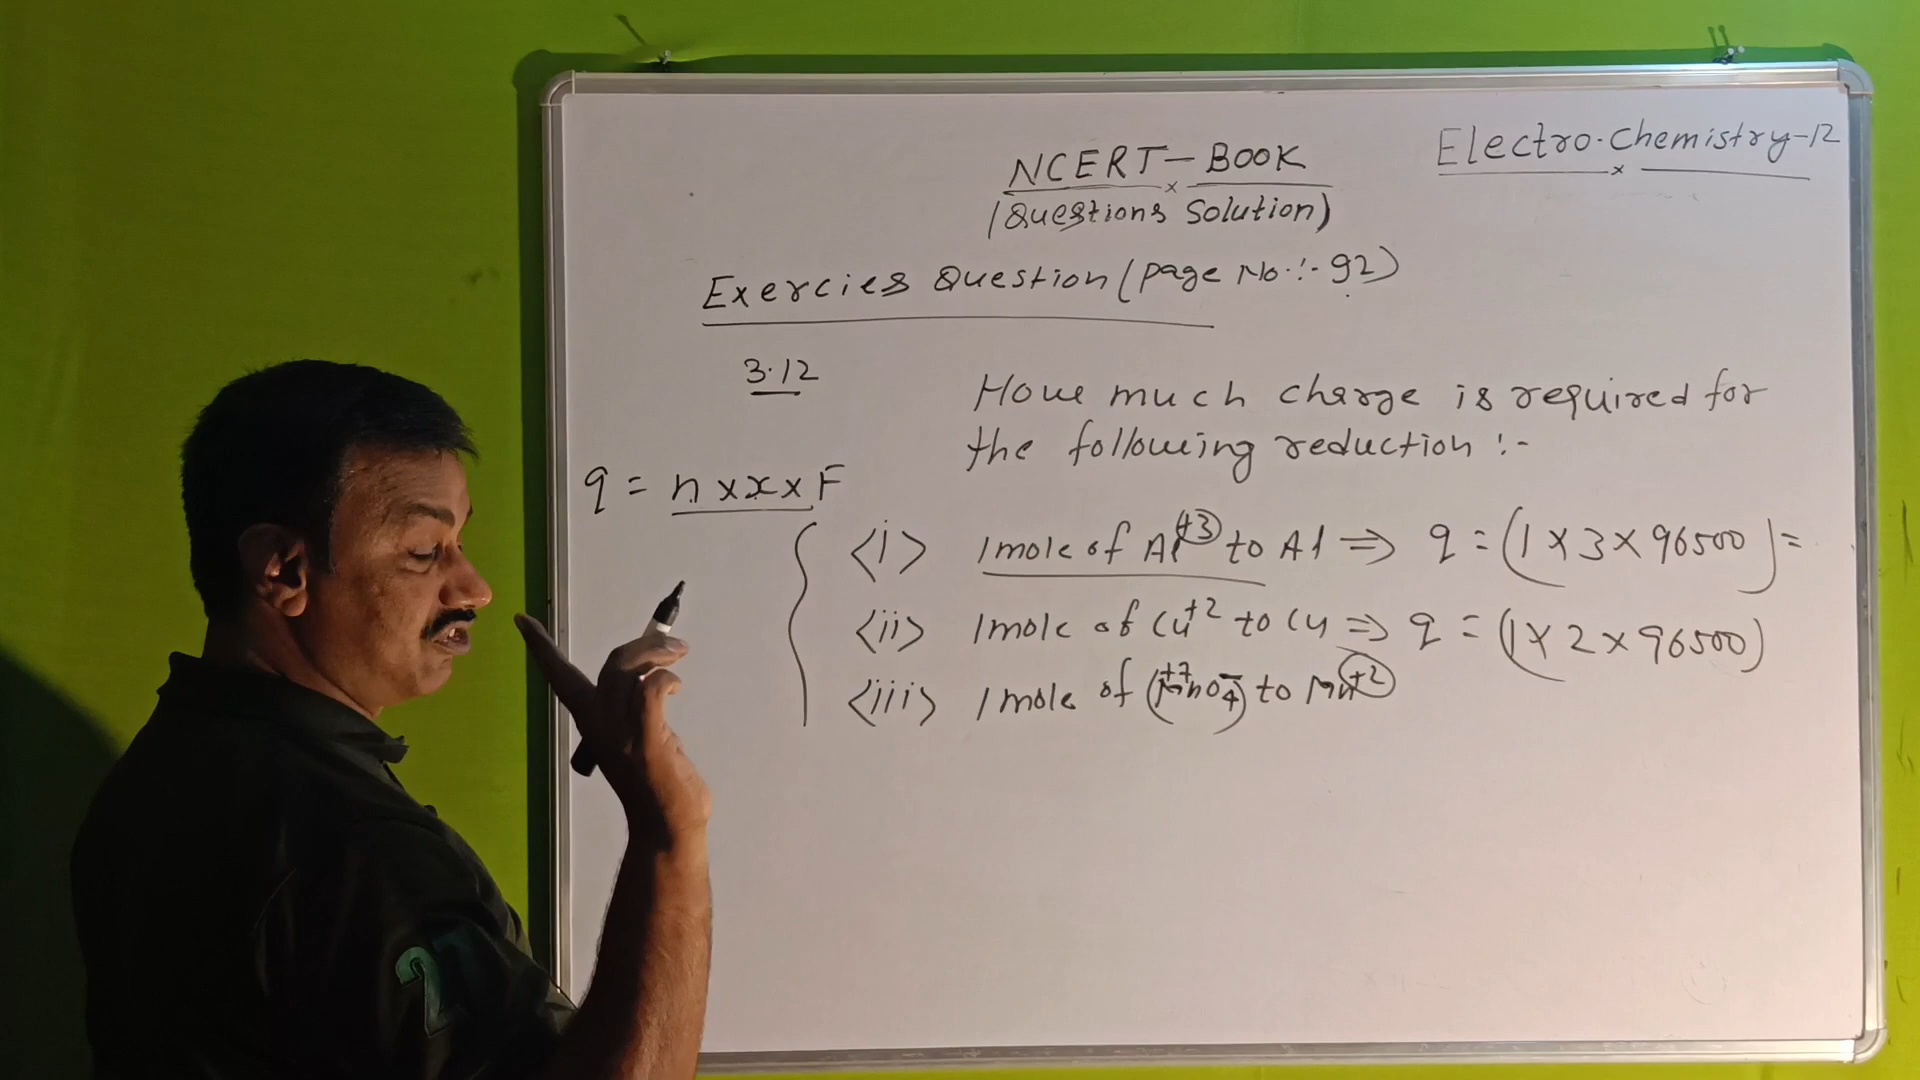 Electro-Chemistry-12
NCERT-BOOK
(Questions Solution)
Exercies Question (Page No:- 92)
3.12
How much charge is required for
the following reduction :-
q = n x x x F
<i> 1 mole of Al+3 to Al ⇒ q = (1 x 3 x 96500) =
<ii> 1 mole of Cu+2 to Cu ⇒ q = (1 x 2 x 96500)
<iii> 1 mole of (+7MnO4-) to Mn+2